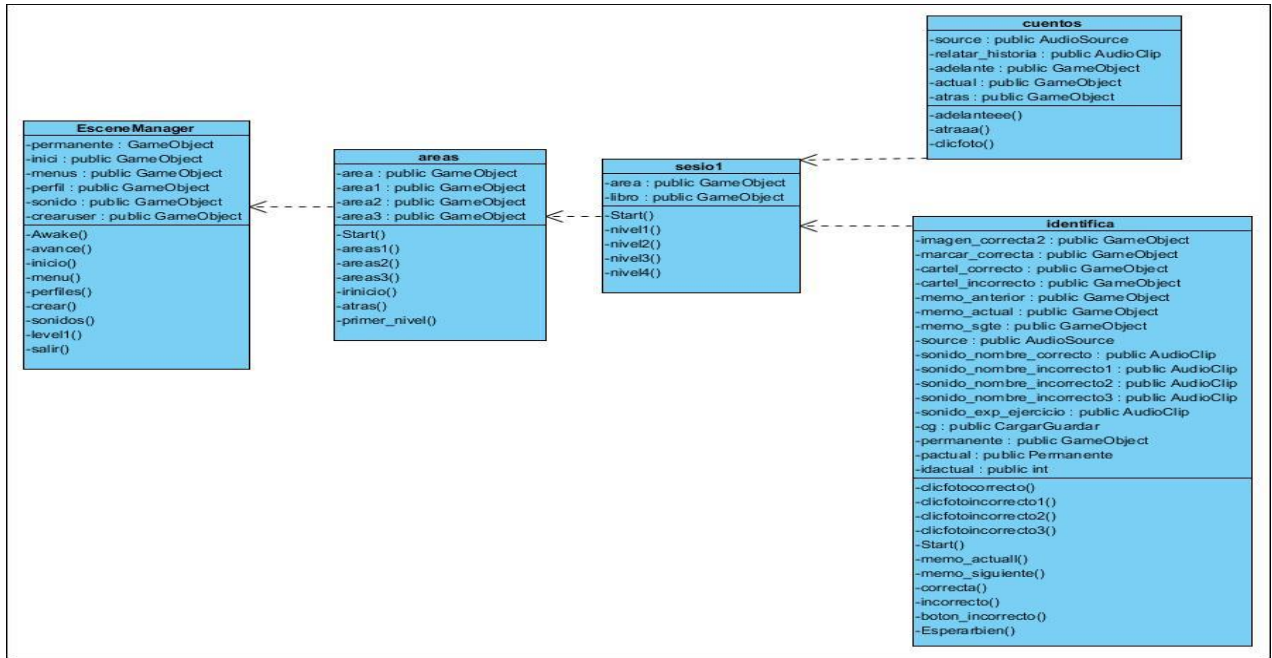 EsceneManager
-permanente : GameObject
-inici : public GameObject
-menus : public GameObject
-perfil : public GameObject
-sonido : public GameObject
-crearuser : public GameObject
-Awake()
-avance()
-inicio()
-menu()
-perfiles()
-crear()
-sonidos()
-level1()
-salir()
areas
-area : public GameObject
-area1 : public GameObject
-area2 : public GameObject
-area3 : public GameObject
-Start()
-areas1()
-areas2()
-areas3()
-irinicio()
-atras()
-primer_nivel()
sesio1
-area : public GameObject
-libro : public GameObject
-Start()
-nivel1()
-nivel2()
-nivel3()
-nivel4()
cuentos
-source : public AudioSource
-relatar_historia : public AudioClip
-adelante : public GameObject
-actual : public GameObject
-atras : public GameObject
-adelanteee()
-atraaa()
-clicfoto()
identifica
-imagen_correcta2 : public GameObject
-marcar_correcta : public GameObject
-cartel_correcto : public GameObject
-cartel_incorrecto : public GameObject
-memo_anterior : public GameObject
-memo_actual : public GameObject
-memo_sgte : public GameObject
-source : public AudioSource
-sonido_nombre_correcto : public AudioClip
-sonido_nombre_incorrecto1 : public AudioClip
-sonido_nombre_incorrecto2 : public AudioClip
-sonido_nombre_incorrecto3 : public AudioClip
-sonido_exp_ejercicio : public AudioClip
-cg : public CargarGuardar
-permanente : public GameObject
-pactual : public Permanente
-idactual : public int
-clicfotocorrecto()
-clicfotoincorrecto1()
-clicfotoincorrecto2()
-clicfotoincorrecto3()
-Start()
-memo_actuall()
-memo_siguiente()
-correcta()
-incorrecto()
-boton_incorrecto()
-Esperarbien()